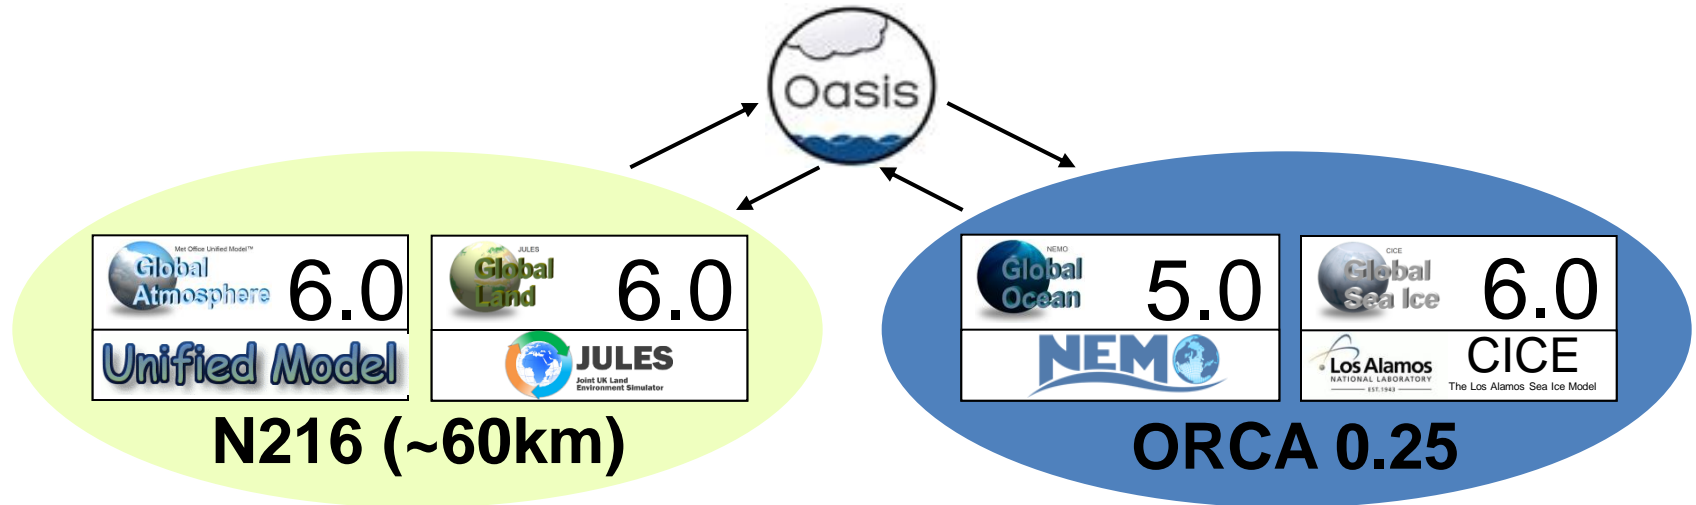 Oasis
Met Office Unified Model™
Global
Atmosphere
6.0
Unified Model
JULES
Global
Land
6.0
JULES
Joint UK Land
Environment Simulator
N216 (~60km)
NEMO
Global
Ocean
5.0
NEMO
CICE
Global
Sea Ice
6.0
Los Alamos
NATIONAL LABORATORY
EST.1943
CICE
The Los Alamos Sea Ice Model
ORCA 0.25